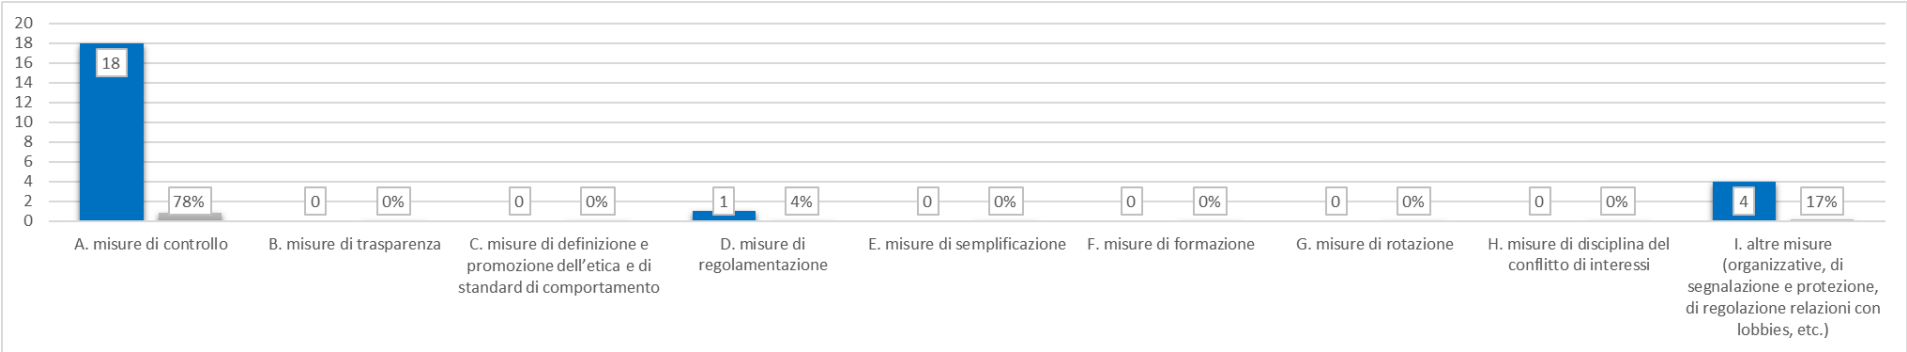 20
18
16
14
12
10
8
6
4
2
0
18
78%
0
0%
0
0%
1
4%
0
0%
0
0%
0
0%
0
0%
4
17%
A. misure di controllo
B. misure di trasparenza
C. misure di definizione e
promozione dell’etica e di
standard di comportamento
D. misure di
regolamentazione
E. misure di semplificazione
F. misure di formazione
G. misure di rotazione
H. misure di disciplina del
conflitto di interessi
I. altre misure
(organizzative, di
segnalazione e protezione,
di regolazione relazioni con
lobbies, etc.)